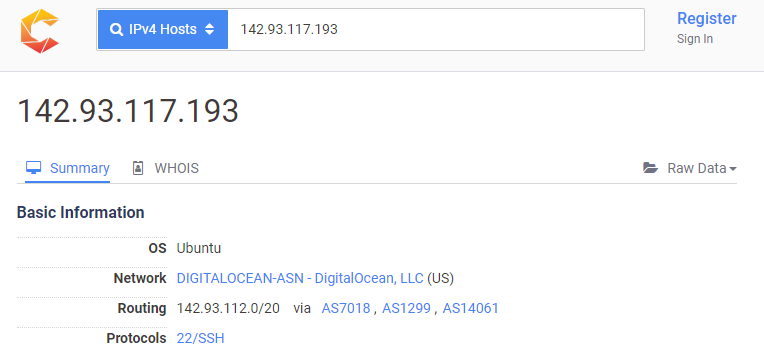 IPv4 Hosts 142.93.117.193 Register
Sign In
142.93.117.193
Summary WHOIS Raw Data
Basic Information
OS Ubuntu
Network DIGITALOCEAN-ASN - DigitalOcean, LLC (US)
Routing 142.93.112.0/20 via AS7018 , AS1299 , AS14061
Protocols 22/SSH